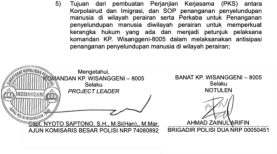 5) Tujuan dari pembuatan Perjanjian Kerjasama (PKS) antara
Korpolairud dan Imigrasi, dan SOP penanganan penyelundupan
manusia di wilayah perairan serta Perkaba untuk Penanganan
penyelundupan manusia diwilayah perairan untuk memperkuat
kerangka hukum yang ada dan menjadi petunjuk pelaksana
komandan KP. Wisanggeni – 8005 dalam melaksanakan antisipasi
penanganan penyelundupan manusia di wilayah perairan;
Mengetahui,
KOMANDAN KP. WISANGGENI – 8005
Selaku
PROJECT LEADER
NYOTO SAPTONO, S.H., M.Si(Han)., M.Mar.
AJUN KOMISARIS BESAR POLISI NRP 74080892
BANAT KP. WISANGGENI – 8005
Selaku
NOTULEN
AHMAD ZAINUL ARIFIN
BRIGADIR POLISI DUA NRP 00050451